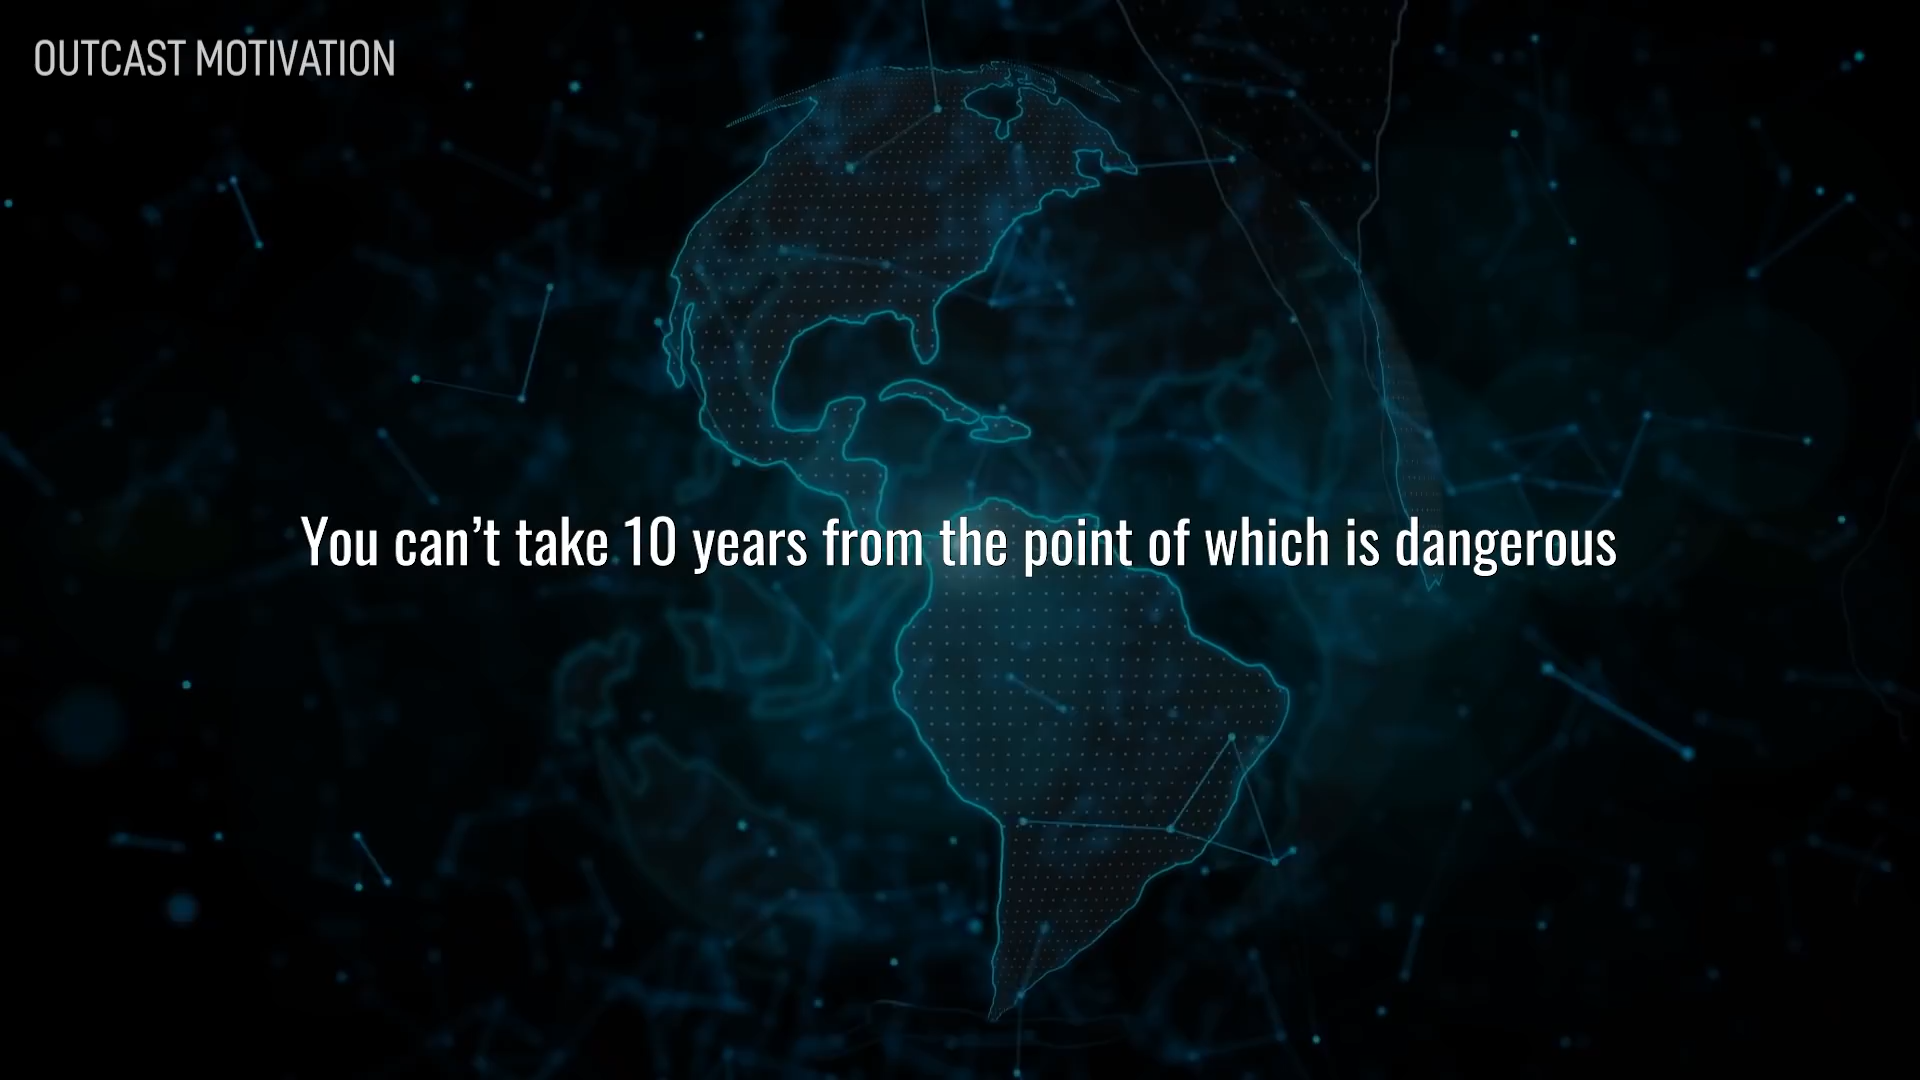 OUTCAST MOTIVATION
You can’t take 10 years from the point of which is dangerous